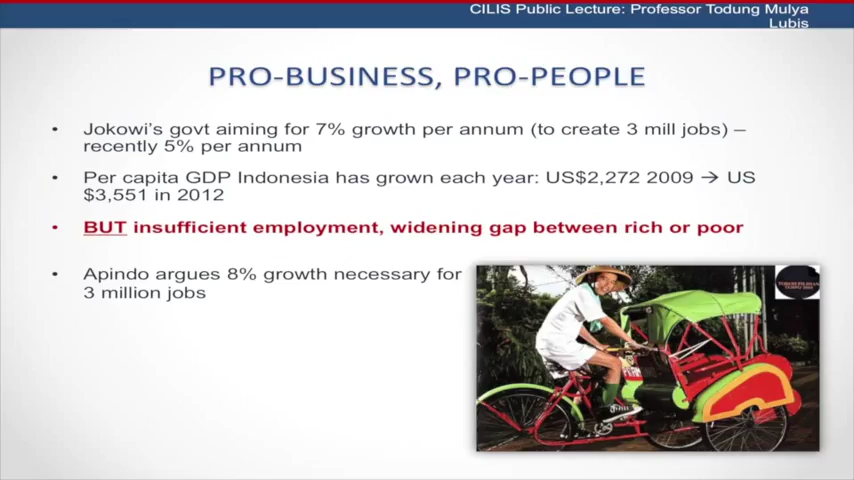 CILIS Public Lecture: Professor Todung Mulya
Lubis
PRO-BUSINESS, PRO-PEOPLE
• Jokowi's govt aiming for 7% growth per annum (to create 3 mill jobs) –
recently 5% per annum
• Per capita GDP Indonesia has grown each year: US$2,272 2009 → US
$3,551 in 2012
• BUT insufficient employment, widening gap between rich or poor
• Apindo argues 8% growth necessary for
3 million jobs